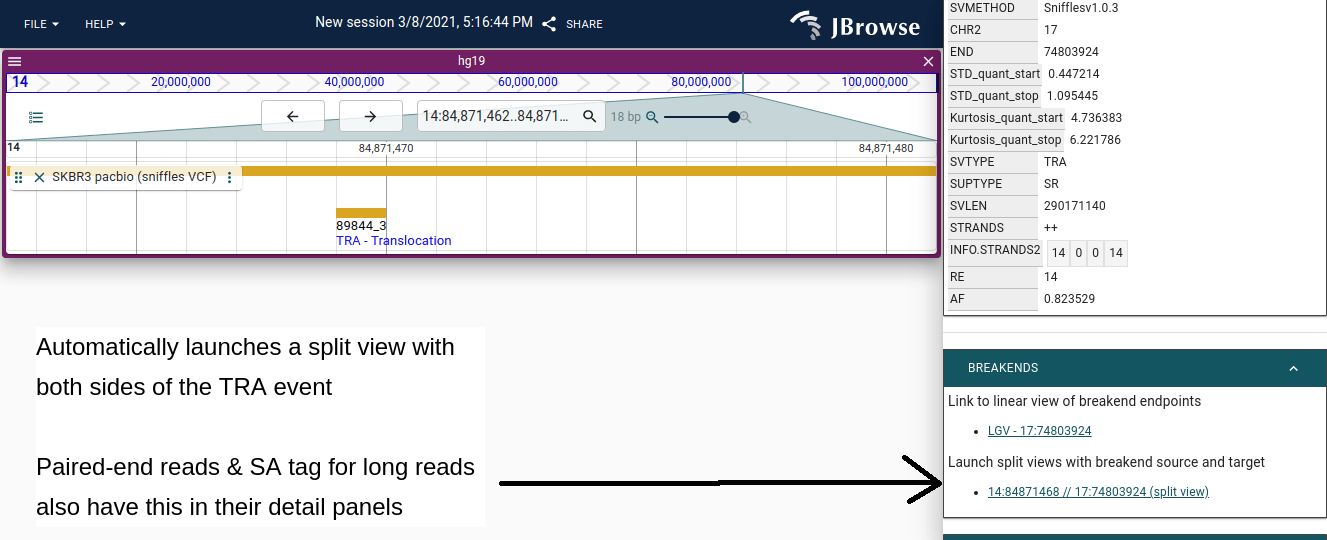 FILE HELP New session 3/8/2021, 5:16:44 PM SHARE JBrowse
hg19
14 20,000,000 40,000,000 60,000,000 80,000,000 100,000,000
14:84,871,462..84,871... 18 bp
14 84,871,470 84,871,480
SKBR3 pacbio (sniffles VCF)
89844_3
TRA - Translocation
Automatically launches a split view with
both sides of the TRA event
Paired-end reads & SA tag for long reads
also have this in their detail panels
SVMETHOD Snifflesv1.0.3
CHR2 17
END 74803924
STD_quant_start 0.447214
STD_quant_stop 1.095445
Kurtosis_quant_start 4.736383
Kurtosis_quant_stop 6.221786
SVTYPE TRA
SUPTYPE SR
SVLEN 290171140
STRANDS ++
INFO.STRANDS2 14 0 0 14
RE 14
AF 0.823529
BREAKENDS
Link to linear view of breakend endpoints
• LGV - 17:74803924
Launch split views with breakend source and target
• 14:84871468 // 17:74803924 (split view)